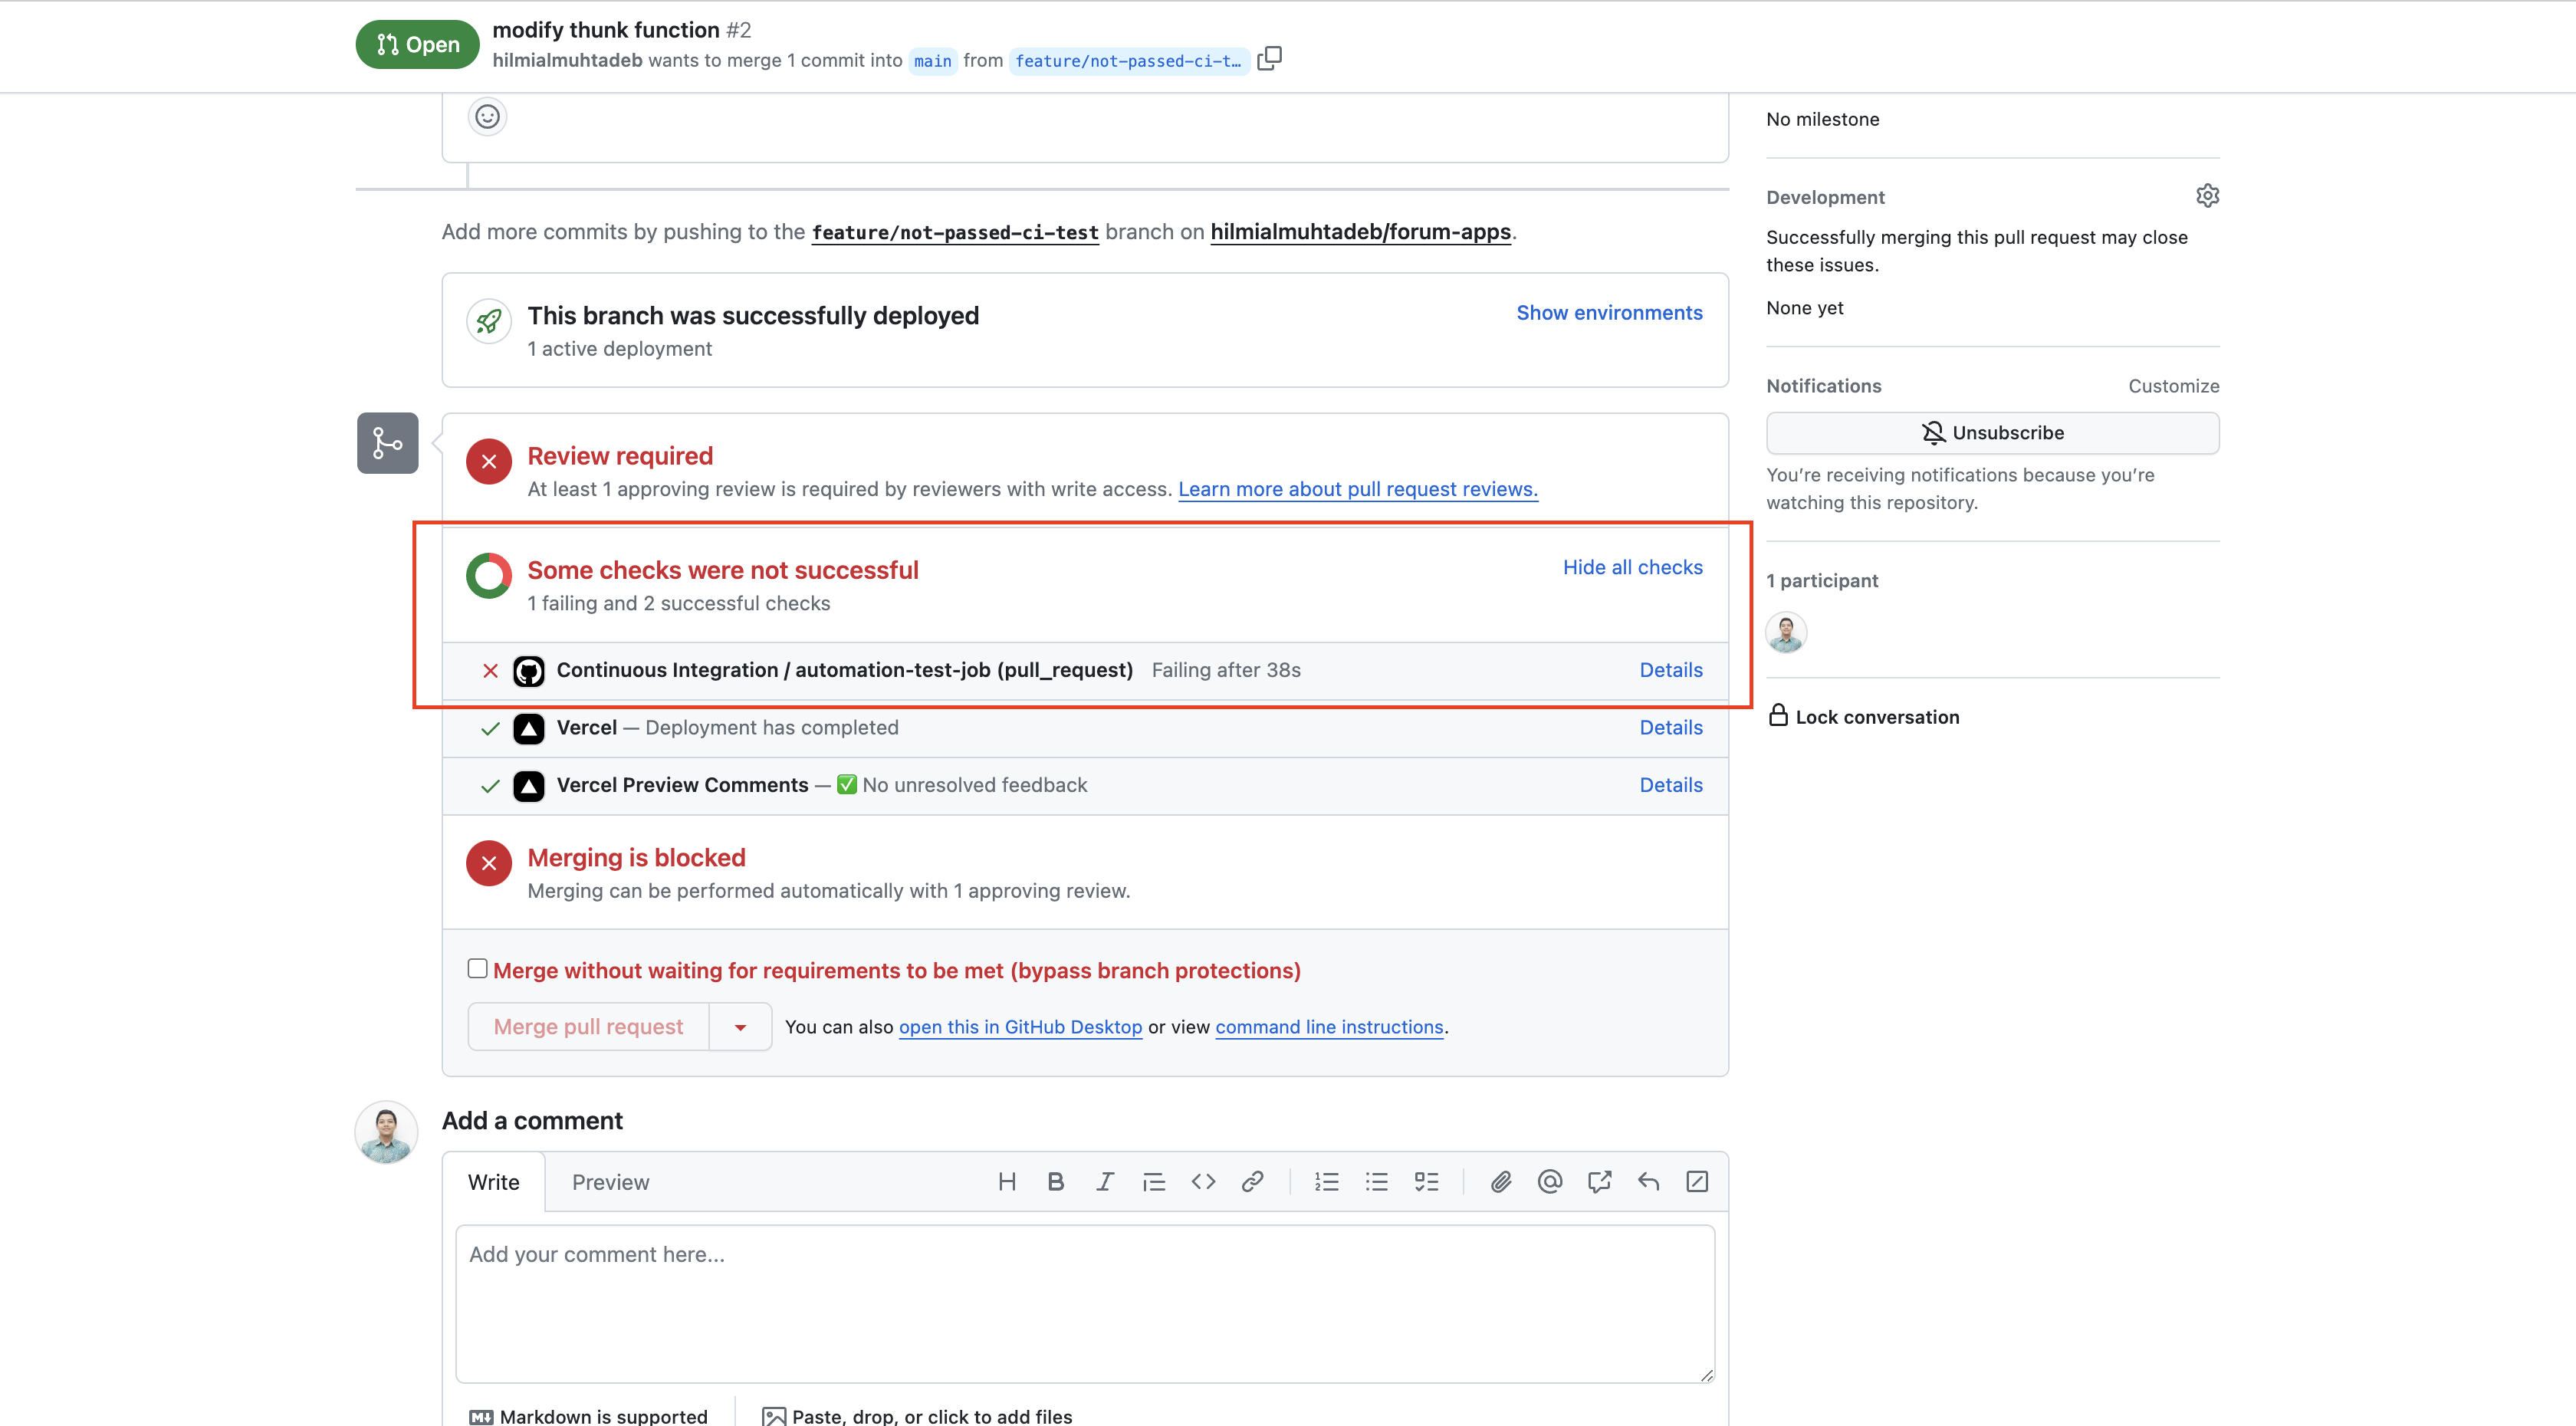 Open
modify thunk function #2
hilmialmuhtadeb wants to merge 1 commit into main from feature/not-passed-ci-t…
Add more commits by pushing to the feature/not-passed-ci-test branch on hilmialmuhtadeb/forum-apps.
This branch was successfully deployed
Show environments
1 active deployment
Review required
At least 1 approving review is required by reviewers with write access. Learn more about pull request reviews.
Some checks were not successful
Hide all checks
1 failing and 2 successful checks
Continuous Integration / automation-test-job (pull_request) Failing after 38s
Details
Vercel — Deployment has completed
Details
Vercel Preview Comments — ✅ No unresolved feedback
Details
Merging is blocked
Merging can be performed automatically with 1 approving review.
Merge without waiting for requirements to be met (bypass branch protections)
Merge pull request
You can also open this in GitHub Desktop or view command line instructions.
Add a comment
Write
Preview
Add your comment here...
Markdown is supported
Paste, drop, or click to add files
No milestone
Development
Successfully merging this pull request may close
these issues.
None yet
Notifications
Customize
Unsubscribe
You’re receiving notifications because you’re
watching this repository.
1 participant
Lock conversation